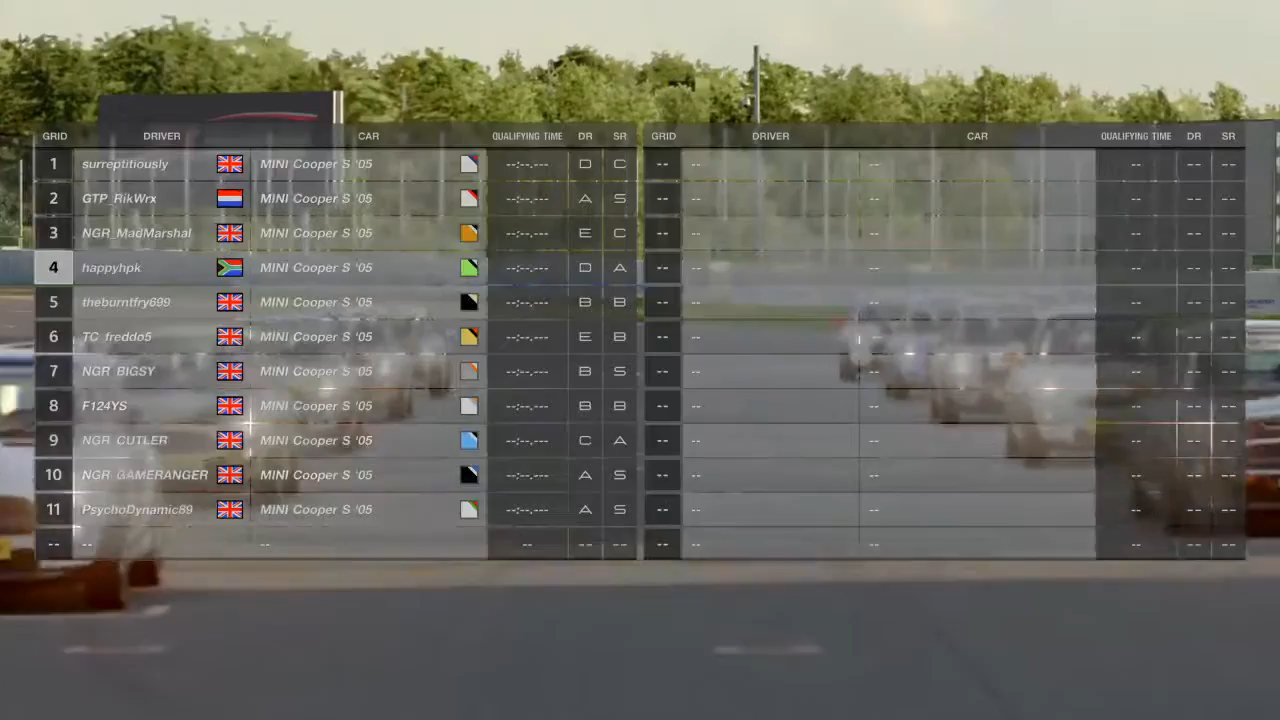 GRID DRIVER CAR QUALIFYING TIME DR SR GRID DRIVER CAR QUALIFYING TIME DR SR
1 surreptitiously MINI Cooper S '05 --:--.--- D C -- -- -- -- -- --
2 GTP_RikWrx MINI Cooper S '05 --:--.--- A S -- -- -- -- -- --
3 NGR_MadMarshal MINI Cooper S '05 --:--.--- E C -- -- -- -- -- --
4 happyhpk MINI Cooper S '05 --:--.--- D A -- -- -- -- -- --
5 theburntfry699 MINI Cooper S '05 --:--.--- B B -- -- -- -- -- --
6 TC_freddo5 MINI Cooper S '05 --:--.--- E B -- -- -- -- -- --
7 NGR_BIGSY MINI Cooper S '05 --:--.--- B S -- -- -- -- -- --
8 F124YS MINI Cooper S '05 --:--.--- B B -- -- -- -- -- --
9 NGR_CUTLER MINI Cooper S '05 --:--.--- C A -- -- -- -- -- --
10 NGR_GAMERANGER MINI Cooper S '05 --:--.--- A S -- -- -- -- -- --
11 PsychoDynamic89 MINI Cooper S '05 --:--.--- A S -- -- -- -- -- --
-- -- -- -- -- -- -- -- -- -- -- --